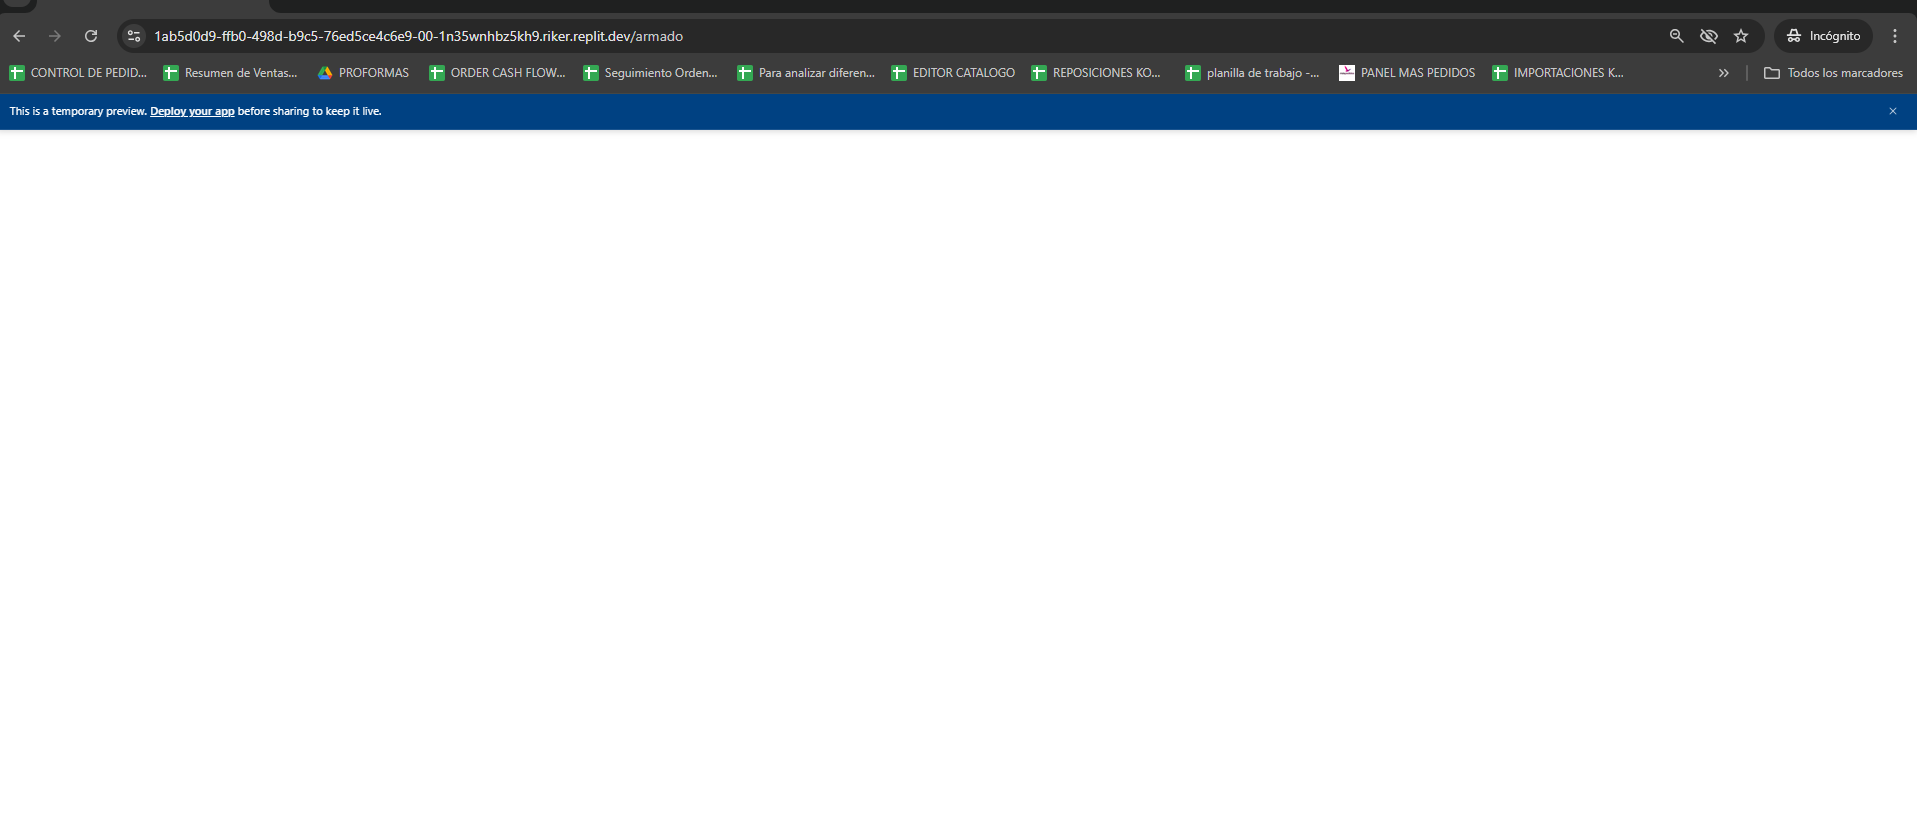 1ab5d0d9-ffb0-498d-b9c5-76ed5ce4c6e9-00-1n35wnhbz5kh9.riker.replit.dev/armado
Incógnito
CONTROL DE PEDID...
Resumen de Ventas...
PROFORMAS
ORDER CASH FLOW...
Seguimiento Orden...
Para analizar diferen...
EDITOR CATALOGO
REPOSICIONES KO...
planilla de trabajo -...
PANEL MAS PEDIDOS
IMPORTACIONES K...
Todos los marcadores
This is a temporary preview. Deploy your app before sharing to keep it live.